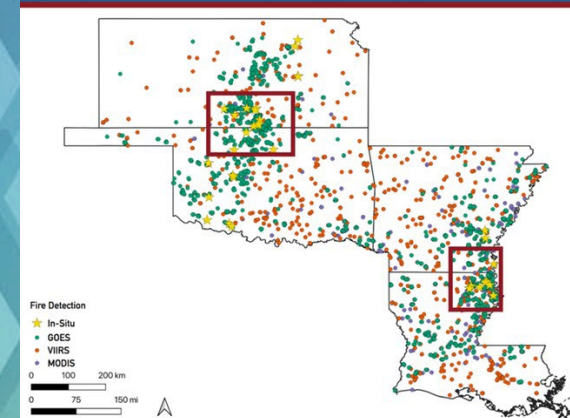 Fire Detection
In-Situ
GOES
VIIRS
MODIS
0 100 200 km
0 75 150 mi